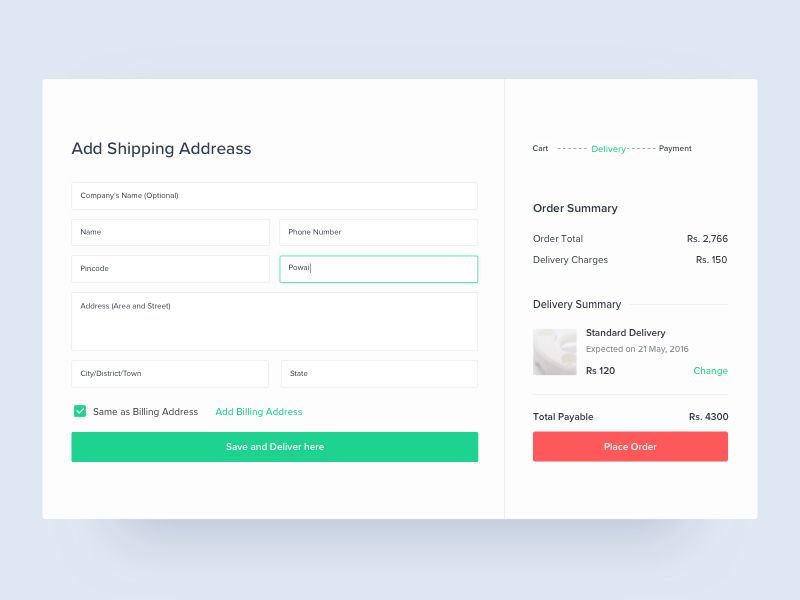 Add Shipping Addreass
Company's Name (Optional)
Name
Phone Number
Pincode
Powai
Address (Area and Street)
City/District/Town
State
Same as Billing Address
Add Billing Address
Save and Deliver here
Cart ------ Delivery ------ Payment
Order Summary
Order Total Rs. 2,766
Delivery Charges Rs. 150
Delivery Summary
Standard Delivery
Expected on 21 May, 2016
Rs 120 Change
Total Payable Rs. 4300
Place Order